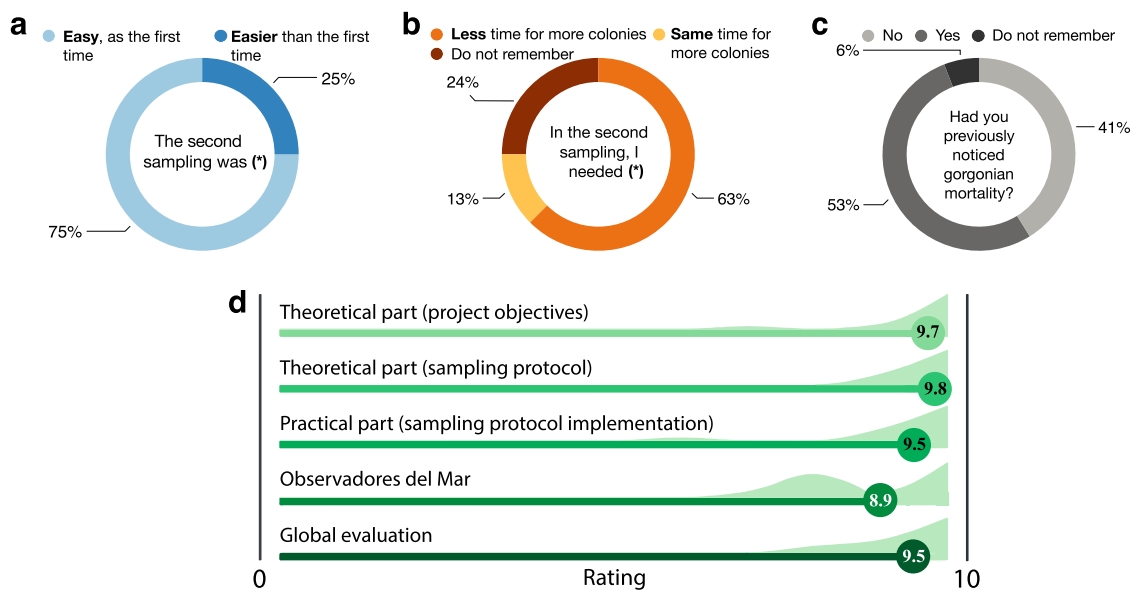 a
Easy, as the first
time
Easier than the first
time
25%
The second
sampling was (*)
75%
b
Less time for more colonies
Same time for
more colonies
Do not remember
24%
In the second
sampling, I
needed (*)
13%
63%
c
No
Yes
Do not remember
6%
Had you
previously
noticed
gorgonian
mortality?
41%
53%
d
Theoretical part (project objectives)
9.7
Theoretical part (sampling protocol)
9.8
Practical part (sampling protocol implementation)
9.5
Observadores del Mar
8.9
Global evaluation
9.5
0
Rating
10